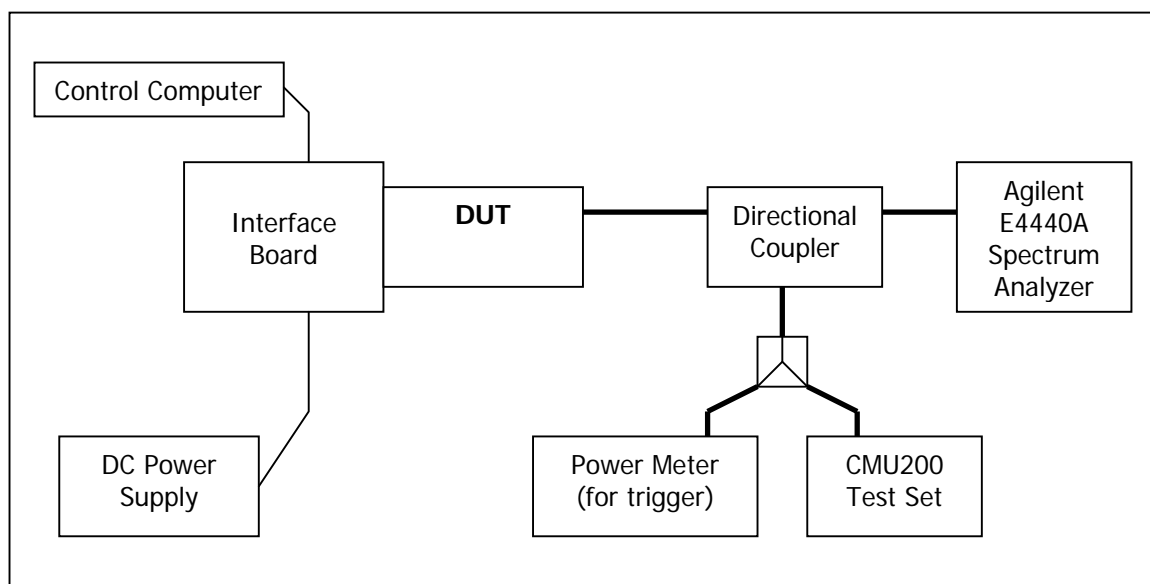 Control Computer
Interface
Board
DUT
Directional
Coupler
Agilent
E4440A
Spectrum
Analyzer
DC Power
Supply
Power Meter
(for trigger)
CMU200
Test Set